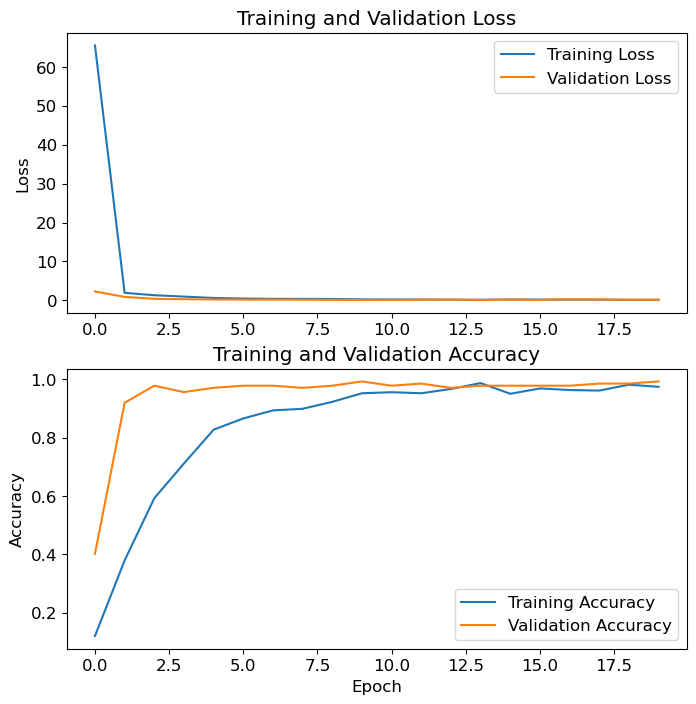 Training and Validation Loss
Training Loss
Validation Loss
Loss
60
50
40
30
20
10
0
0.0 2.5 5.0 7.5 10.0 12.5 15.0 17.5
Training and Validation Accuracy
Accuracy
1.0
0.8
0.6
0.4
0.2
Training Accuracy
Validation Accuracy
0.0 2.5 5.0 7.5 10.0 12.5 15.0 17.5
Epoch